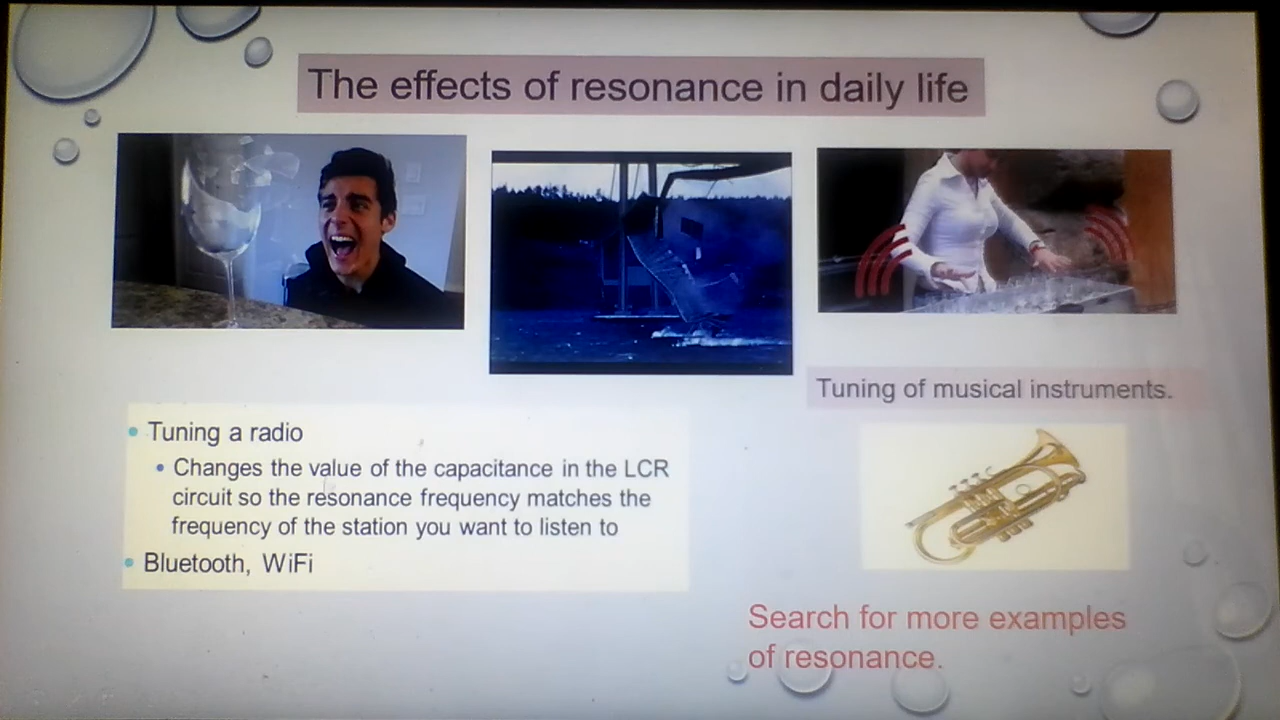 The effects of resonance in daily life
Tuning of musical instruments.
• Tuning a radio
• Changes the value of the capacitance in the LCR
circuit so the resonance frequency matches the
frequency of the station you want to listen to
• Bluetooth, WiFi
Search for more examples
of resonance.